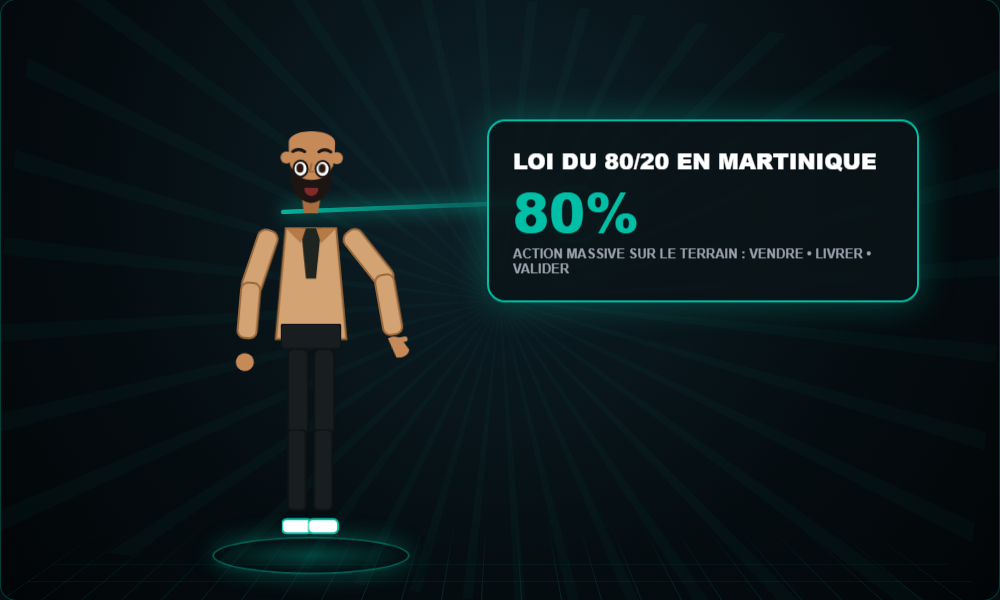 LOI DU 80/20 EN MARTINIQUE
80%
ACTION MASSIVE SUR LE TERRAIN : VENDRE • LIVRER •
VALIDER